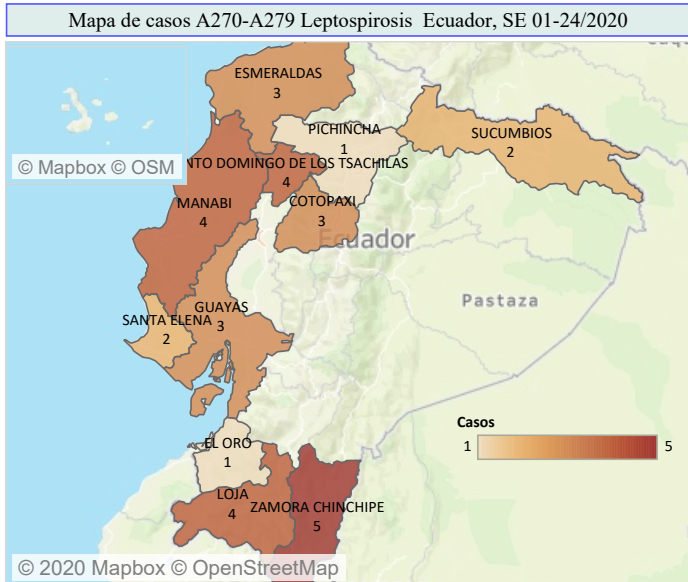 Mapa de casos A270-A279 Leptospirosis Ecuador, SE 01-24/2020
ESMERALDAS
3
PICHINCHA
1
SUCUMBIOS
2
© Mapbox © OSM
NTO DOMINGO DE LOS TSACHILAS
4
MANABI
4
COTOPAXI
3
Ecuador
Pastaza
GUAYAS
3
SANTA ELENA
2
Casos
1
5
EL ORO
1
LOJA
4
ZAMORA CHINCHIPE
5
© 2020 Mapbox © OpenStreetMap